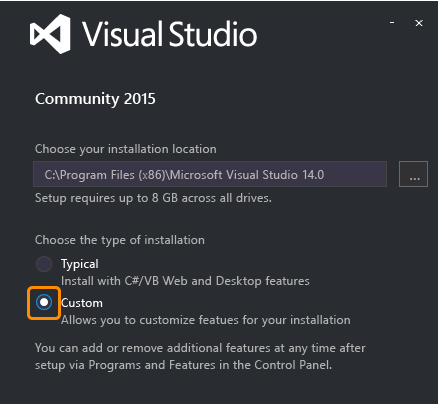 Visual Studio
Community 2015
Choose your installation location
C:\Program Files (x86)\Microsoft Visual Studio 14.0
...
Setup requires up to 8 GB across all drives.
Choose the type of installation
Typical
Install with C#/VB Web and Desktop features
Custom
Allows you to customize featues for your installation
You can add or remove additional features at any time after
setup via Programs and Features in the Control Panel.